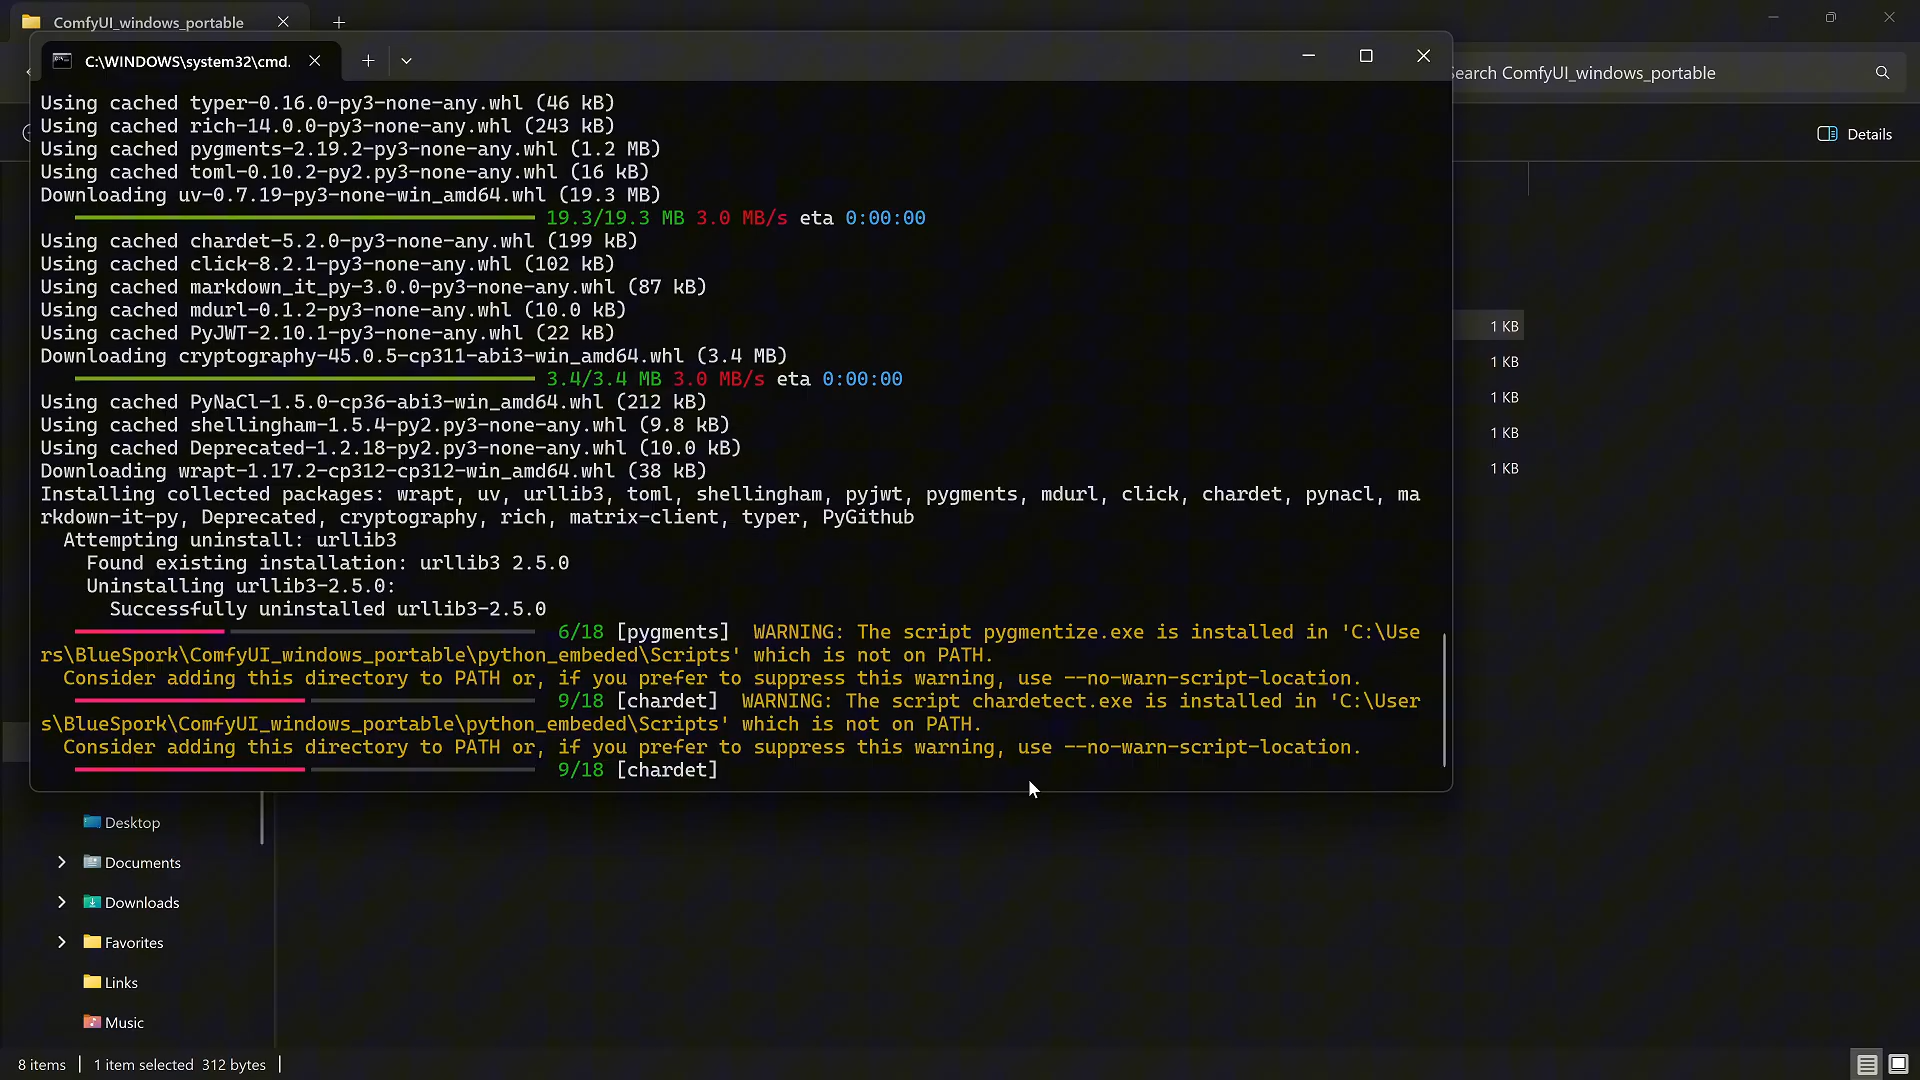 ComfyUI_windows_portable
C:\WINDOWS\system32\cmd.
Search ComfyUI_windows_portable
Details
Using cached typer-0.16.0-py3-none-any.whl (46 kB)
Using cached rich-14.0.0-py3-none-any.whl (243 kB)
Using cached pygments-2.19.2-py3-none-any.whl (1.2 MB)
Using cached toml-0.10.2-py2.py3-none-any.whl (16 kB)
Downloading uv-0.7.19-py3-none-win_amd64.whl (19.3 MB)
19.3/19.3 MB 3.0 MB/s eta 0:00:00
Using cached chardet-5.2.0-py3-none-any.whl (199 kB)
Using cached click-8.2.1-py3-none-any.whl (102 kB)
Using cached markdown_it_py-3.0.0-py3-none-any.whl (87 kB)
Using cached mdurl-0.1.2-py3-none-any.whl (10.0 kB)
Using cached PyJWT-2.10.1-py3-none-any.whl (22 kB)
Downloading cryptography-45.0.5-cp311-abi3-win_amd64.whl (3.4 MB)
3.4/3.4 MB 3.0 MB/s eta 0:00:00
Using cached PyNaCl-1.5.0-cp36-abi3-win_amd64.whl (212 kB)
Using cached shellingham-1.5.4-py2.py3-none-any.whl (9.8 kB)
Using cached Deprecated-1.2.18-py2.py3-none-any.whl (10.0 kB)
Downloading wrapt-1.17.2-cp312-cp312-win_amd64.whl (38 kB)
Installing collected packages: wrapt, uv, urllib3, toml, shellingham, pyjwt, pygments, mdurl, click, chardet, pynacl, ma
rkdown-it-py, Deprecated, cryptography, rich, matrix-client, typer, PyGithub
Attempting uninstall: urllib3
Found existing installation: urllib3 2.5.0
Uninstalling urllib3-2.5.0:
Successfully uninstalled urllib3-2.5.0
6/18 [pygments]  WARNING: The script pygmentize.exe is installed in 'C:\Use
rs\BlueSpork\ComfyUI_windows_portable\python_embeded\Scripts' which is not on PATH.
Consider adding this directory to PATH or, if you prefer to suppress this warning, use --no-warn-script-location.
9/18 [chardet]  WARNING: The script chardetect.exe is installed in 'C:\User
s\BlueSpork\ComfyUI_windows_portable\python_embeded\Scripts' which is not on PATH.
Consider adding this directory to PATH or, if you prefer to suppress this warning, use --no-warn-script-location.
9/18 [chardet]
1 KB
1 KB
1 KB
1 KB
1 KB
Desktop
Documents
Downloads
Favorites
Links
Music
8 items
1 item selected 312 bytes